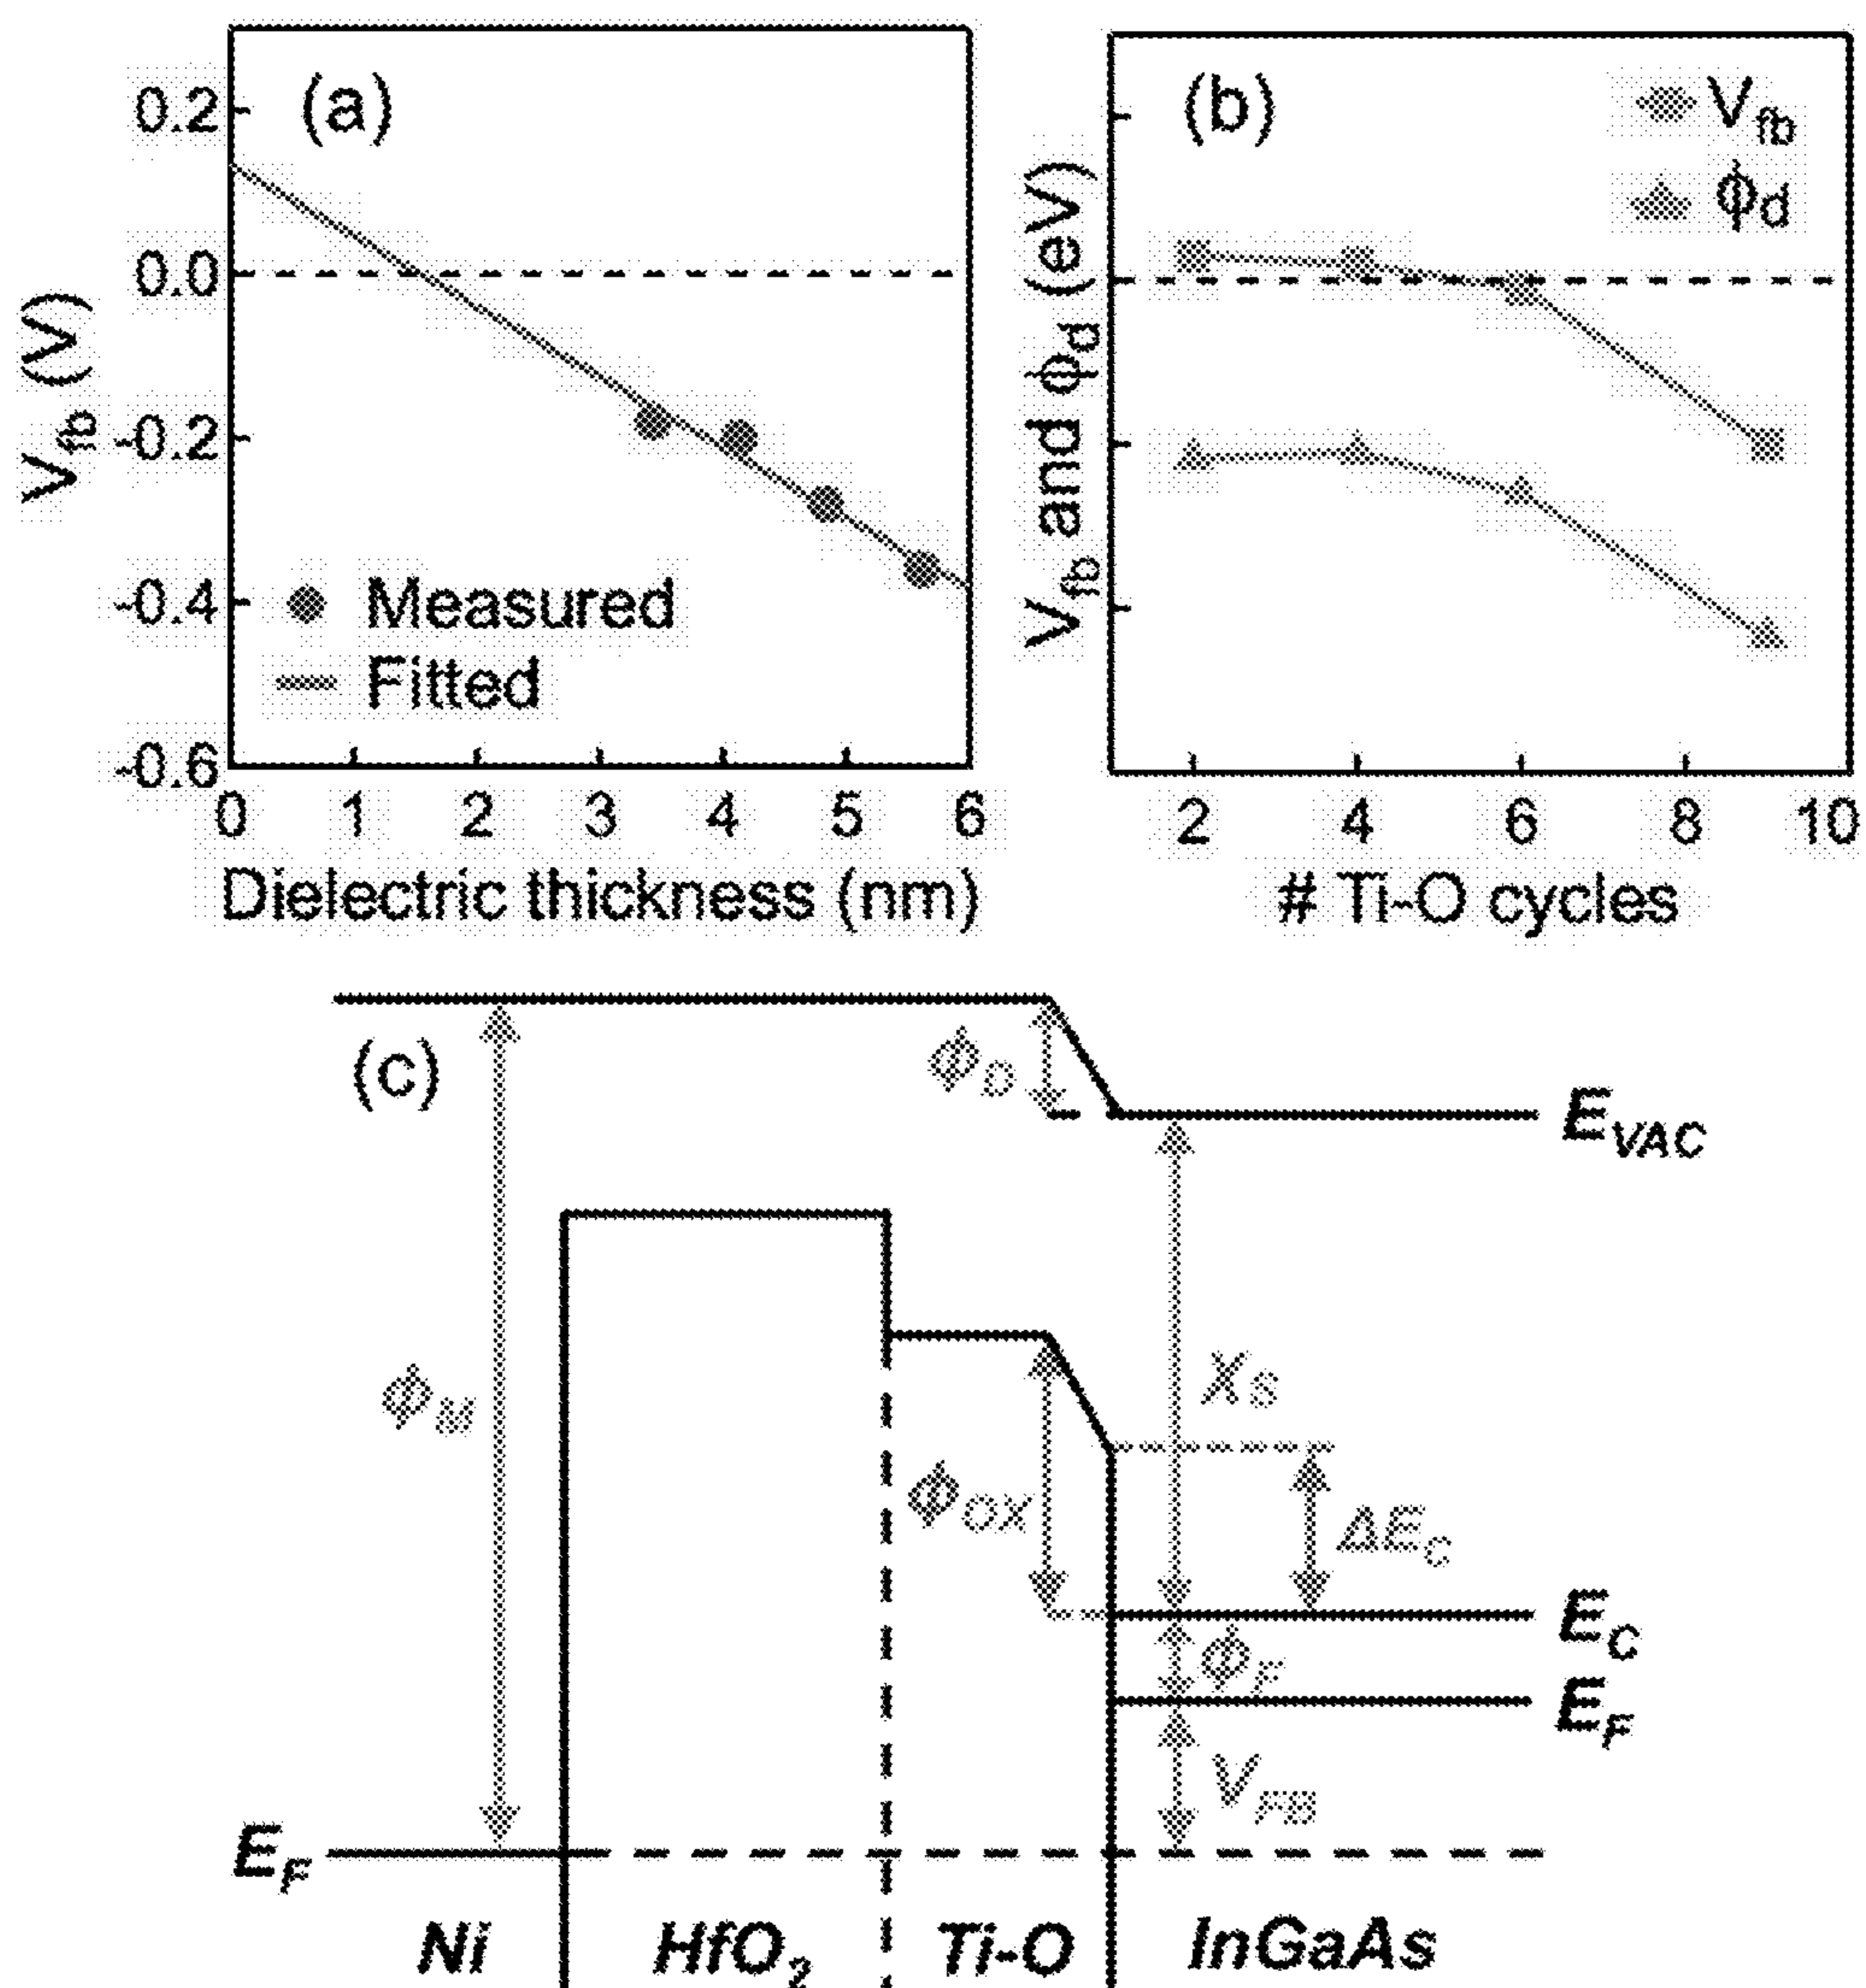 (a)
V_fb (V)
0.2
0.0
-0.2
-0.4
-0.6
Measured
Fitted
0 1 2 3 4 5 6
Dielectric thickness (nm)
(b)
V_fb and ϕ_d (eV)
V_fb
ϕ_d
2 4 6 8 10
# Ti-O cycles
(c)
ϕ_D
E_VAC
ϕ_M
χ_S
ϕ_OX
ΔE_C
E_C
ϕ_F
E_F
V_FB
E_F
Ni HfO₂ Ti-O InGaAs